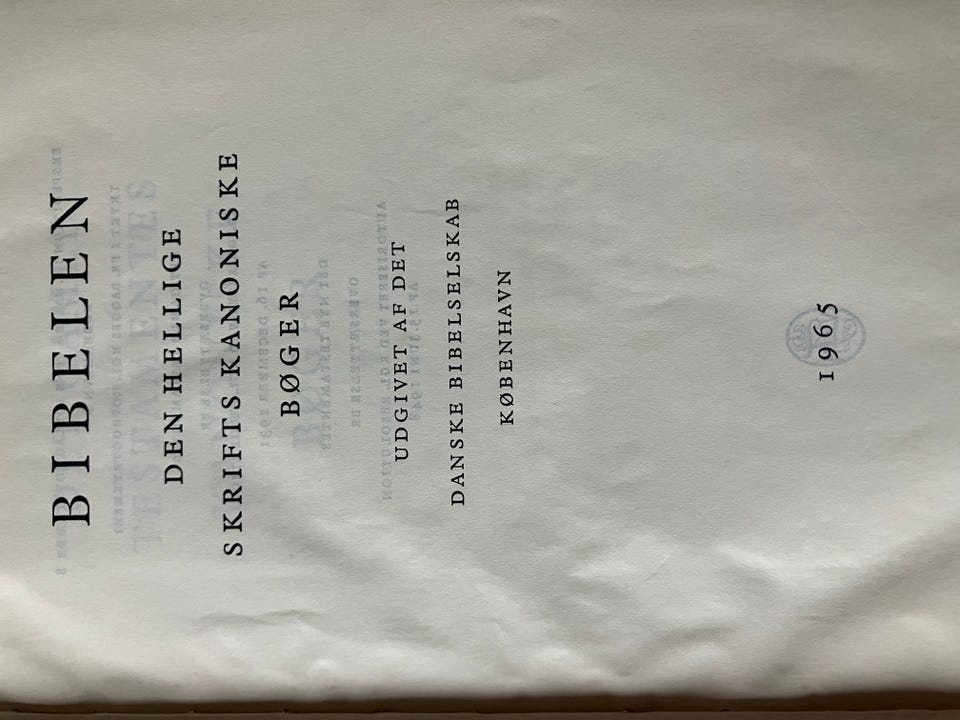 BIBELEN
DEN HELLIGE
SKRIFTS KANONISKE
BØGER
UDGIVET AF DET
DANSKE BIBELSELSKAB
KØBENHAVN
1965